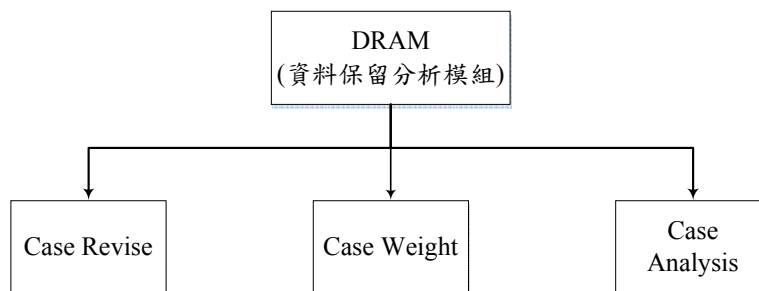 DRAM
(資料保留分析模組)
Case Revise
Case Weight
Case
Analysis